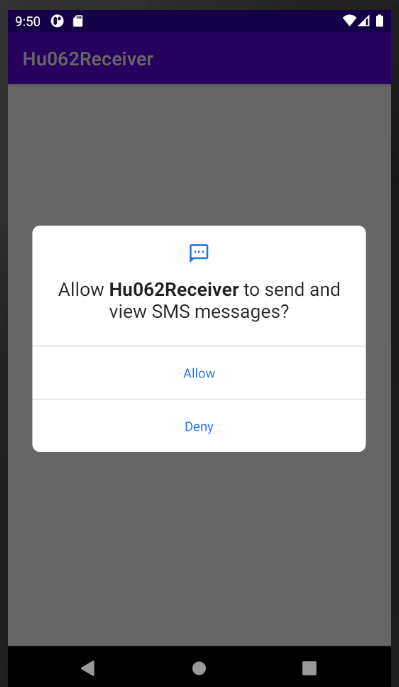 9:50
Hu062Receiver
Allow Hu062Receiver to send and
view SMS messages?
Allow
Deny